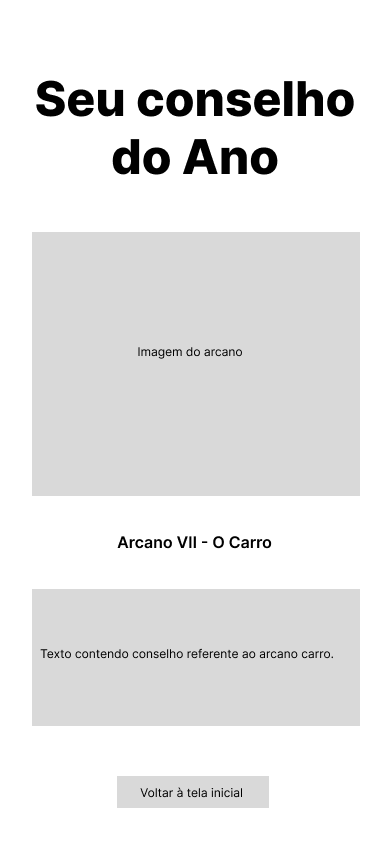 Seu conselho
do Ano
Imagem do arcano
Arcano VII - O Carro
Texto contendo conselho referente ao arcano carro.
Voltar à tela inicial